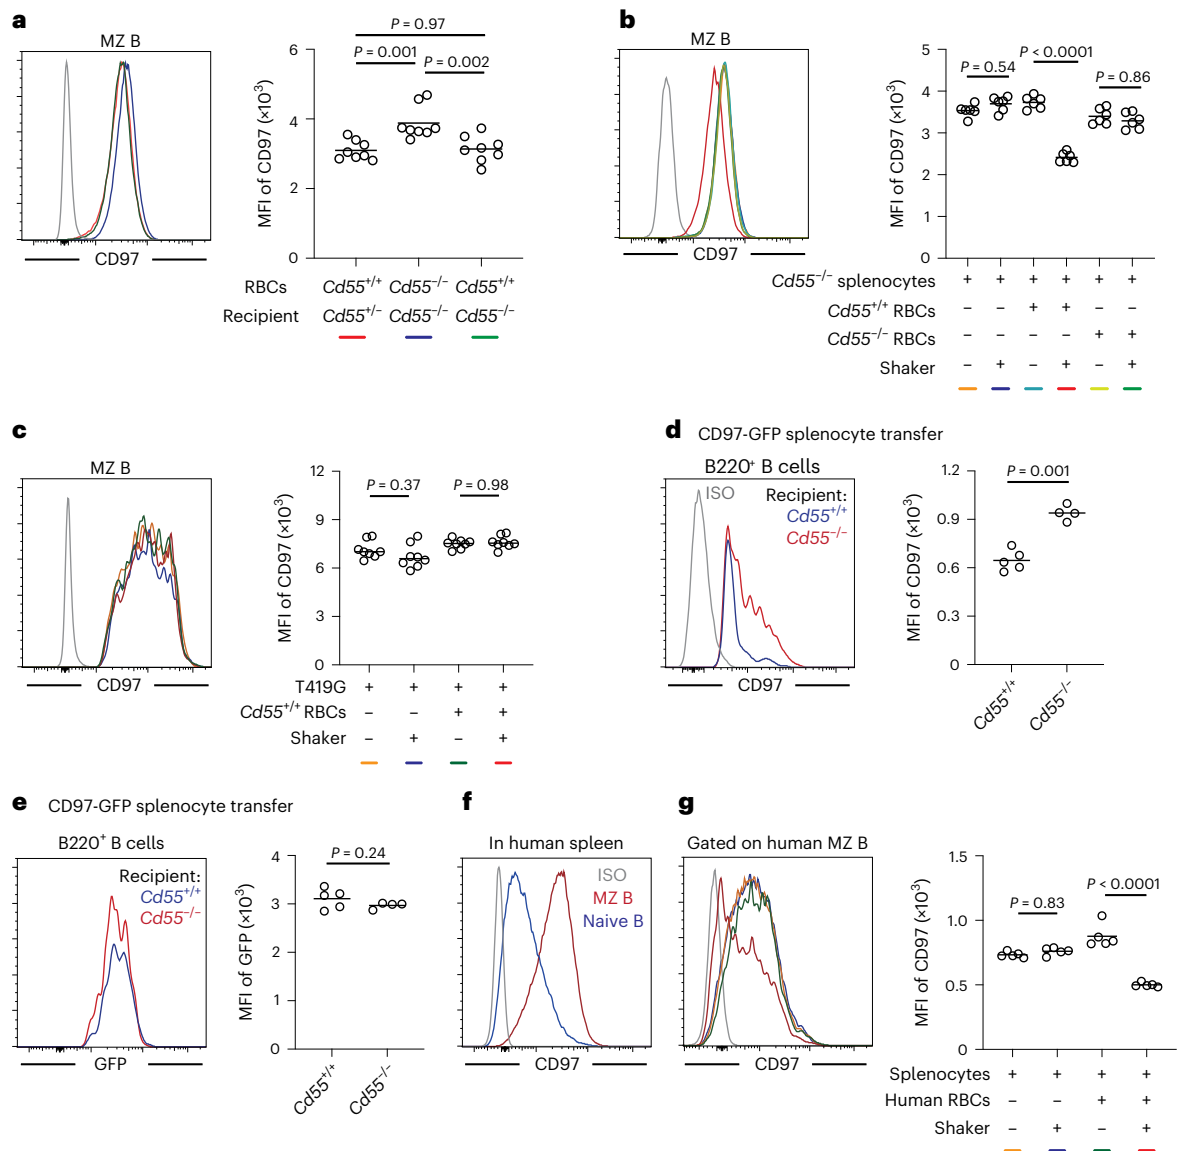 a
MZ B
CD97
MFI of CD97 (×10³)
6
4
2
0
P = 0.97
P = 0.001
P = 0.002
RBCs Cd55+/+ Cd55−/− Cd55+/+
Recipient Cd55+/− Cd55−/− Cd55−/−
b
MZ B
CD97
MFI of CD97 (×10³)
5
4
3
2
1
0
P < 0.0001
P = 0.54
P = 0.86
Cd55−/− splenocytes + + + + + +
Cd55+/+ RBCs − − + + − −
Cd55−/− RBCs − − − − + +
Shaker − + − + − +
c
MZ B
CD97
MFI of CD97 (×10³)
12
9
6
3
0
P = 0.37
P = 0.98
T419G + + + +
Cd55+/+ RBCs − − + +
Shaker − + − +
d CD97-GFP splenocyte transfer
B220+ B cells
ISO
Recipient:
Cd55+/+
Cd55−/−
CD97
MFI of CD97 (×10³)
1.2
0.9
0.6
0.3
0
P = 0.001
Cd55+/+
Cd55−/−
e CD97-GFP splenocyte transfer
B220+ B cells
Recipient:
Cd55+/+
Cd55−/−
GFP
MFI of GFP (×10³)
4
3
2
1
0
P = 0.24
Cd55+/+
Cd55−/−
f
In human spleen
ISO
MZ B
Naive B
CD97
g
Gated on human MZ B
CD97
MFI of CD97 (×10³)
1.5
1.0
0.5
0
P < 0.0001
P = 0.83
Splenocytes + + + +
Human RBCs − − + +
Shaker − + − +